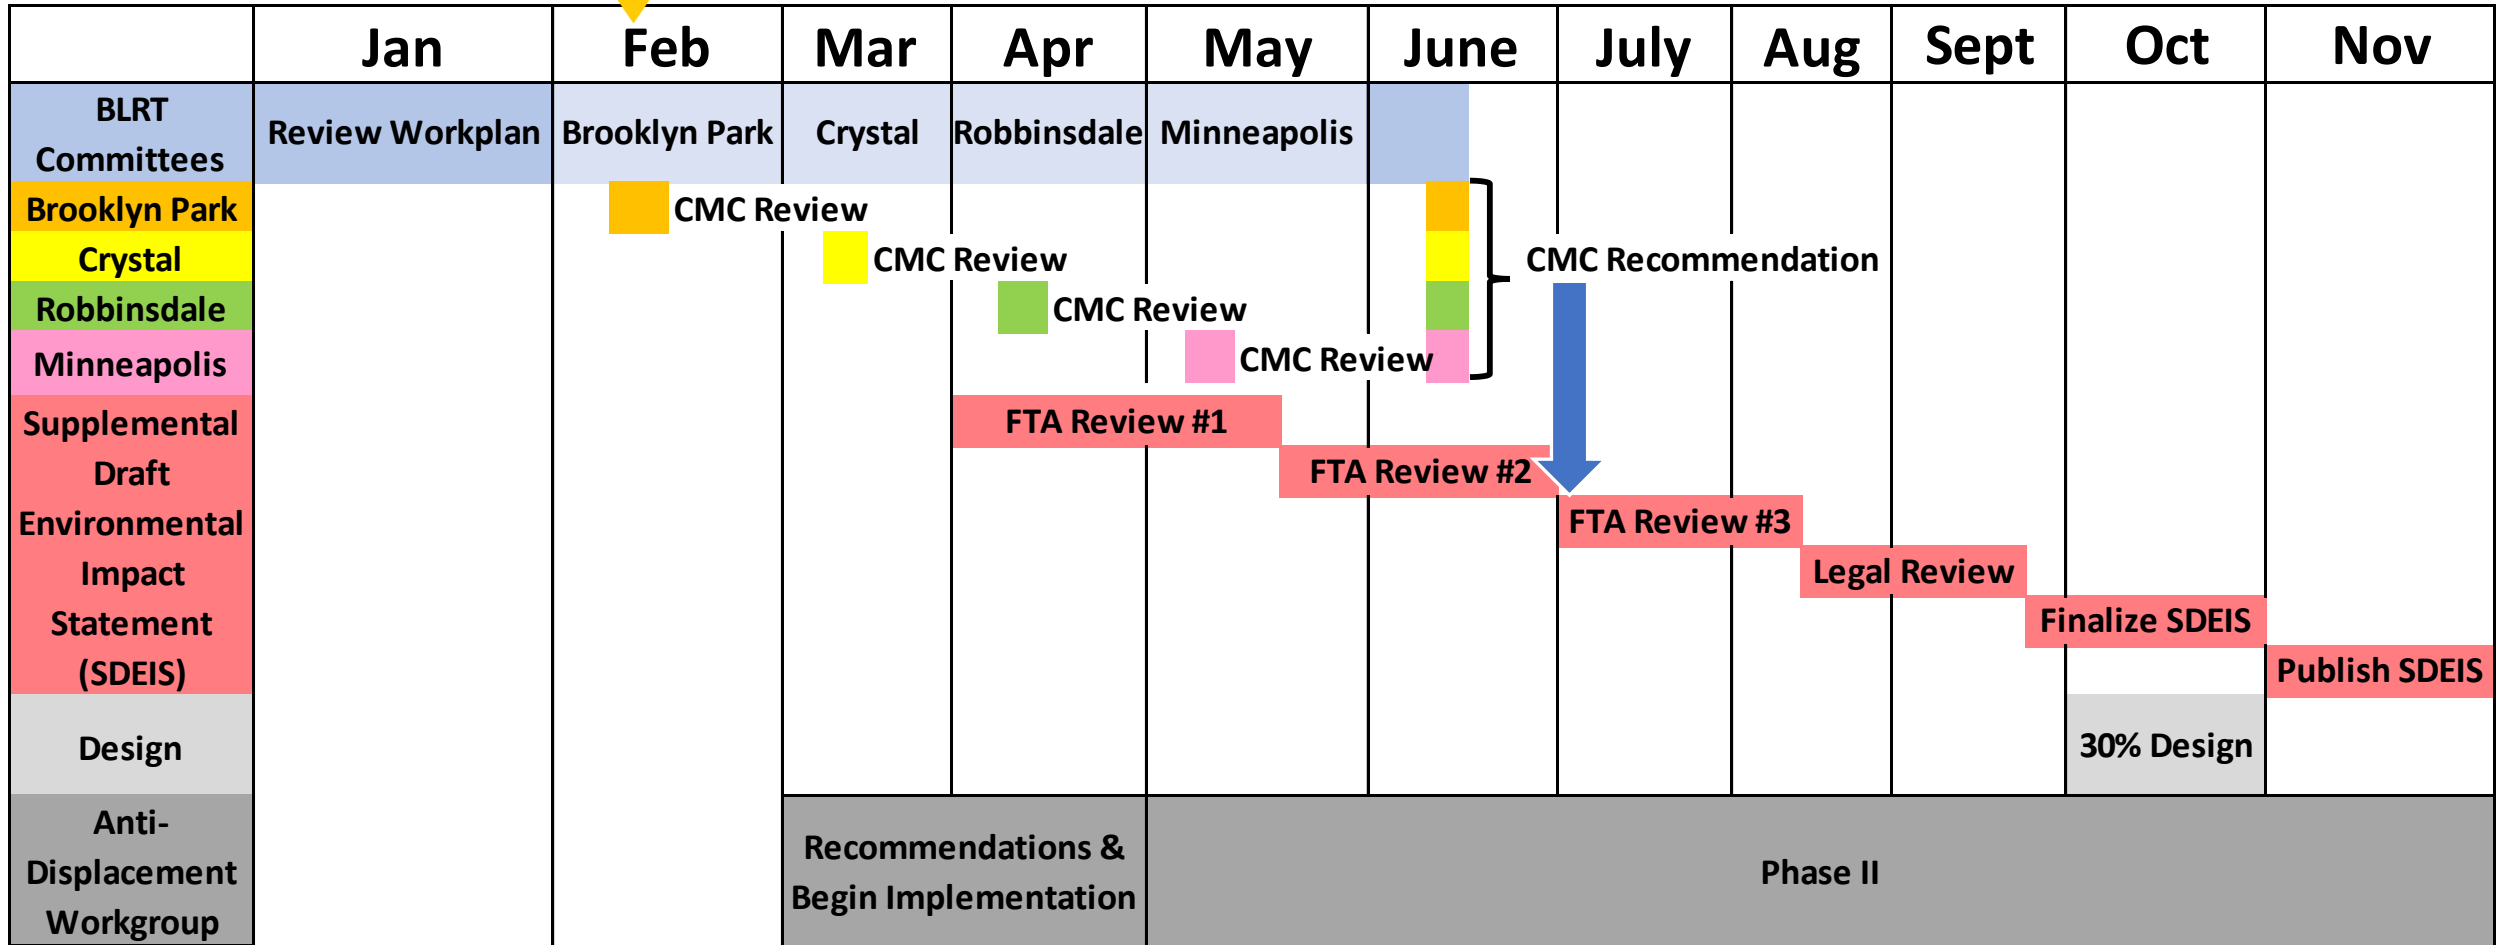 Jan Feb Mar Apr May June July Aug Sept Oct Nov
BLRT
Committees
Review Workplan Brooklyn Park Crystal Robbinsdale Minneapolis
Brooklyn Park
CMC Review
Crystal
CMC Review
CMC Recommendation
Robbinsdale
CMC Review
Minneapolis
CMC Review
Supplemental
Draft
Environmental
Impact
Statement
(SDEIS)
FTA Review #1
FTA Review #2
FTA Review #3
Legal Review
Finalize SDEIS
Publish SDEIS
Design
30% Design
Anti-
Displacement
Workgroup
Recommendations &
Begin Implementation
Phase II